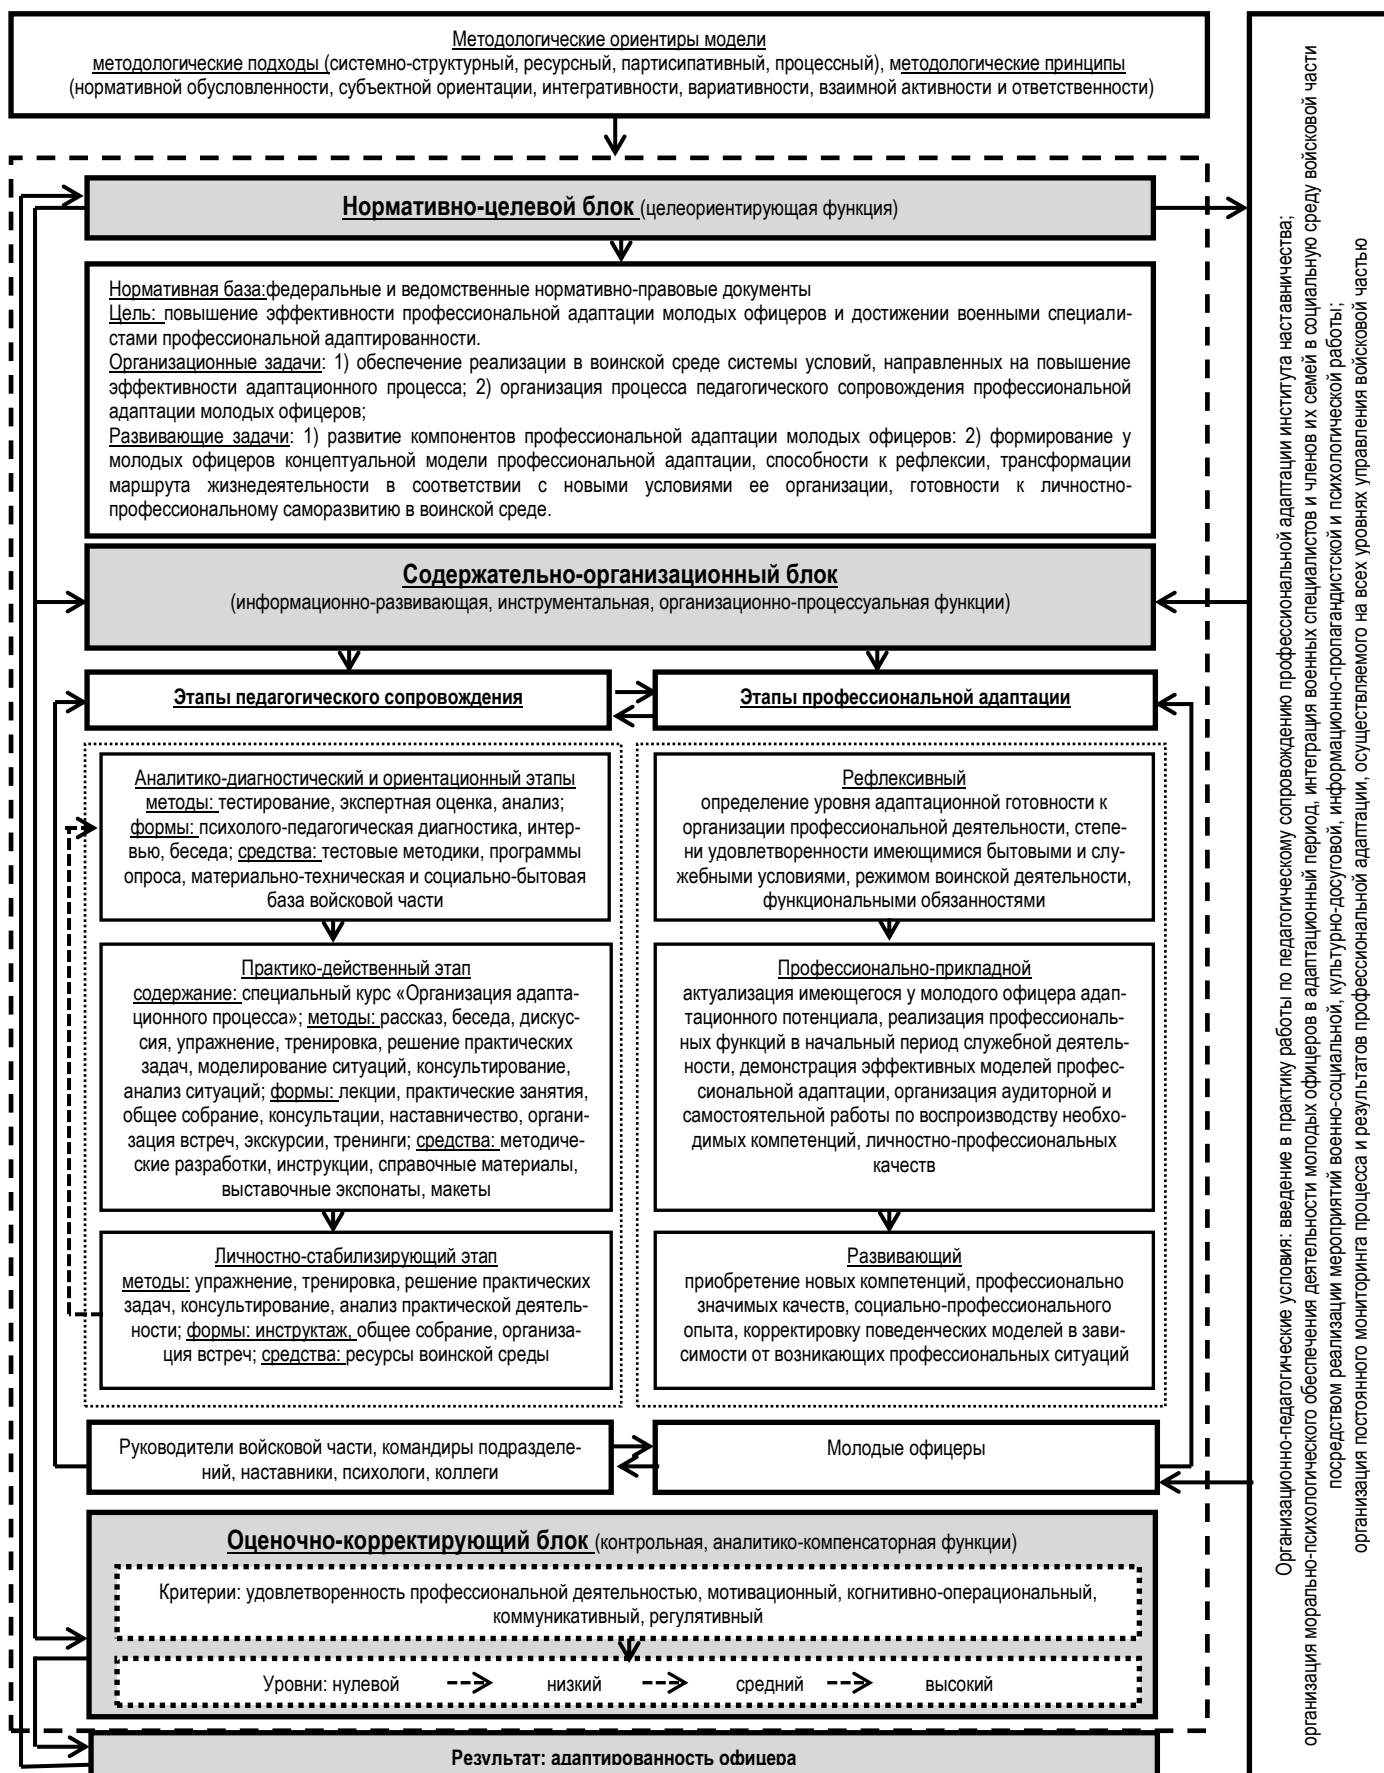 Методологические ориентиры модели
методологические подходы (системно-структурный, ресурсный, партисипативный, процессный), методологические принципы
(нормативной обусловленности, субъектной ориентации, интегративности, вариативности, взаимной активности и ответственности)
Нормативно-целевой блок (целеориентирующая функция)
Нормативная база:федеральные и ведомственные нормативно-правовые документы
Цель: повышение эффективности профессиональной адаптации молодых офицеров и достижении военными специали-
стами профессиональной адаптированности.
Организационные задачи: 1) обеспечение реализации в воинской среде системы условий, направленных на повышение
эффективности адаптационного процесса; 2) организация процесса педагогического сопровождения профессиональной
адаптации молодых офицеров;
Развивающие задачи: 1) развитие компонентов профессиональной адаптации молодых офицеров: 2) формирование у
молодых офицеров концептуальной модели профессиональной адаптации, способности к рефлексии, трансформации
маршрута жизнедеятельности в соответствии с новыми условиями ее организации, готовности к личностно-
профессиональному саморазвитию в воинской среде.
Содержательно-организационный блок
(информационно-развивающая, инструментальная, организационно-процессуальная функции)
Этапы педагогического сопровождения
Этапы профессиональной адаптации
Аналитико-диагностический и ориентационный этапы
методы: тестирование, экспертная оценка, анализ;
формы: психолого-педагогическая диагностика, интер-
вью, беседа; средства: тестовые методики, программы
опроса, материально-техническая и социально-бытовая
база войсковой части
Рефлексивный
определение уровня адаптационной готовности к
организации профессиональной деятельности, степе-
ни удовлетворенности имеющимися бытовыми и слу-
жебными условиями, режимом воинской деятельности,
функциональными обязанностями
Практико-действенный этап
содержание: специальный курс «Организация адапта-
ционного процесса»; методы: рассказ, беседа, дискус-
сия, упражнение, тренировка, решение практических
задач, моделирование ситуаций, консультирование,
анализ ситуаций; формы: лекции, практические занятия,
общее собрание, консультации, наставничество, органи-
зация встреч, экскурсии, тренинги; средства: методиче-
ские разработки, инструкции, справочные материалы,
выставочные экспонаты, макеты
Профессионально-прикладной
актуализация имеющегося у молодого офицера адап-
тационного потенциала, реализация профессиональ-
ных функций в начальный период служебной деятель-
ности, демонстрация эффективных моделей профес-
сиональной адаптации, организация аудиторной и
самостоятельной работы по воспроизводству необхо-
димых компетенций, личностно-профессиональных
качеств
Личностно-стабилизирующий этап
методы: упражнение, тренировка, решение практических
задач, консультирование, анализ практической деятель-
ности; формы: инструктаж, общее собрание, организа-
ция встреч; средства: ресурсы воинской среды
Развивающий
приобретение новых компетенций, профессионально
значимых качеств, социально-профессионального
опыта, корректировку поведенческих моделей в зави-
симости от возникающих профессиональных ситуаций
Руководители войсковой части, командиры подразделе-
ний, наставники, психологи, коллеги
Молодые офицеры
Оценочно-корректирующий блок (контрольная, аналитико-компенсаторная функции)
Критерии: удовлетворенность профессиональной деятельностью, мотивационный, когнитивно-операциональный,
коммуникативный, регулятивный
Уровни: нулевой низкий средний высокий
Результат: адаптированность офицера
Организационно-педагогические условия: введение в практику работы по педагогическому сопровождению профессиональной адаптации института наставничества;
организация морально-психологического обеспечения деятельности молодых офицеров в адаптационный период, интеграция военных специалистов и членов их семей в социальную среду войсковой части
посредством реализации мероприятий военно-социальной, культурно-досуговой, информационно-пропагандистской и психологической работы;
организация постоянного мониторинга процесса и результатов профессиональной адаптации, осуществляемого на всех уровнях управления войсковой частью